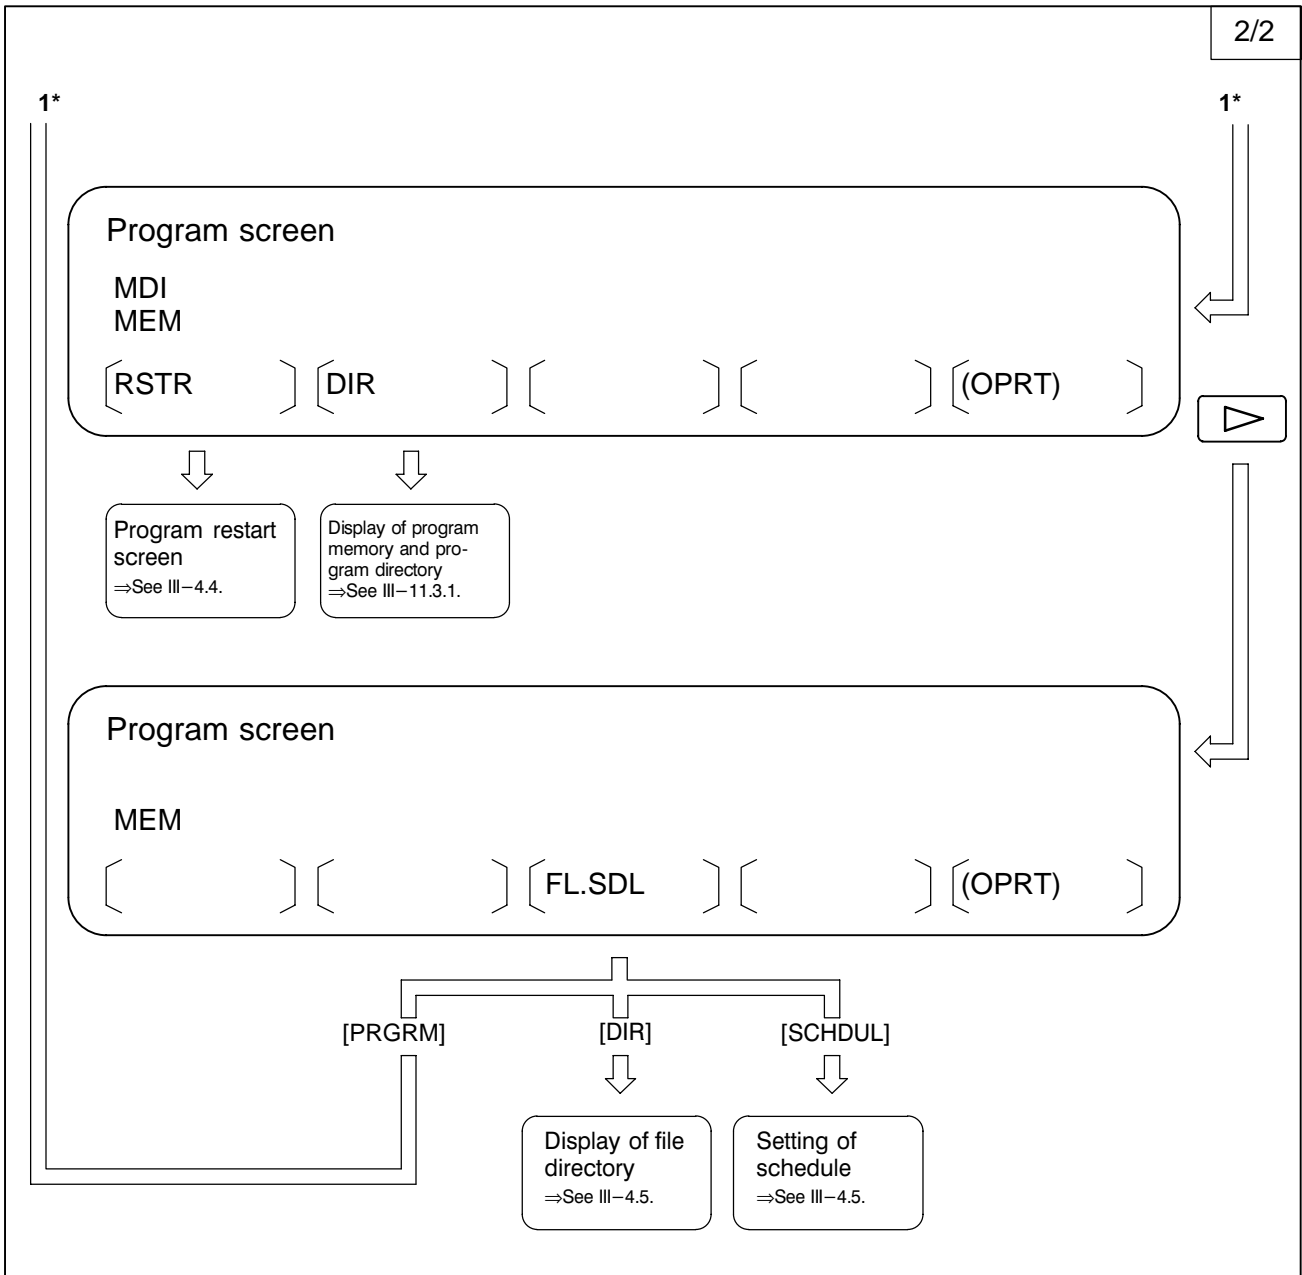 2/2
1*
1*
Program screen
MDI
MEM
[RSTR] [DIR] [ ] [ ] [(OPRT)]
Program restart
screen
⇒See III−4.4.
Display of program
memory and pro-
gram directory
⇒See III−11.3.1.
Program screen
MEM
[ ] [ ] [FL.SDL] [ ] [(OPRT)]
[PRGRM] [DIR] [SCHDUL]
Display of file
directory
⇒See III−4.5.
Setting of
schedule
⇒See III−4.5.